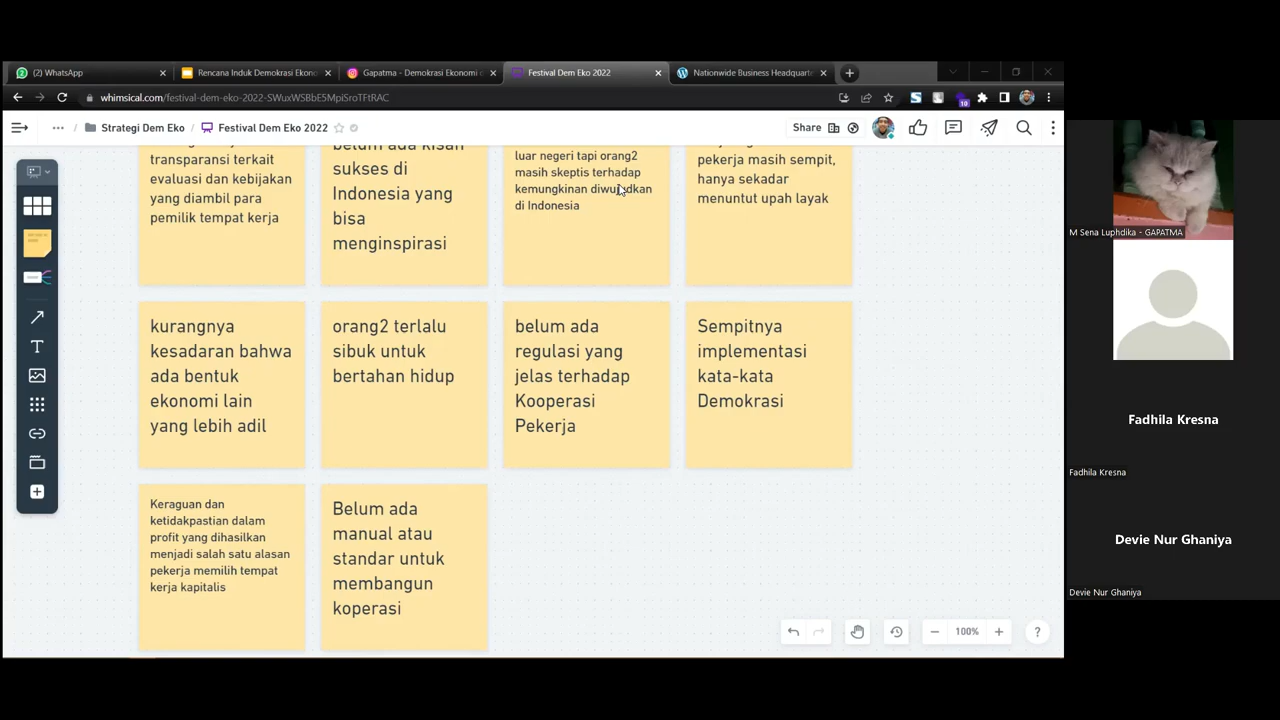 (2) WhatsApp
Rencana Induk Demokrasi Ekono
Gapatma - Demokrasi Ekonomi
Festival Dem Eko 2022
Nationwide Business Headquarte
whimsical.com/festival-dem-eko-2022-SWuxWSBbE5MpiSroTFtRAC
10
... / Strategi Dem Eko / Festival Dem Eko 2022
Share
transparansi terkait
evaluasi dan kebijakan
yang diambil para
pemilik tempat kerja
belum ada kisah
sukses di
Indonesia yang
bisa
menginspirasi
luar negeri tapi orang2
masih skeptis terhadap
kemungkinan diwujudkan
di Indonesia
pekerja masih sempit,
hanya sekadar
menuntut upah layak
kurangnya
kesadaran bahwa
ada bentuk
ekonomi lain
yang lebih adil
orang2 terlalu
sibuk untuk
bertahan hidup
belum ada
regulasi yang
jelas terhadap
Kooperasi
Pekerja
Sempitnya
implementasi
kata-kata
Demokrasi
Keraguan dan
ketidakpastian dalam
profit yang dihasilkan
menjadi salah satu alasan
pekerja memilih tempat
kerja kapitalis
Belum ada
manual atau
standar untuk
membangun
koperasi
100%
?
M Sena Luphdika - GAPATMA
Fadhila Kresna
Fadhila Kresna
Devie Nur Ghaniya
Devie Nur Ghaniya